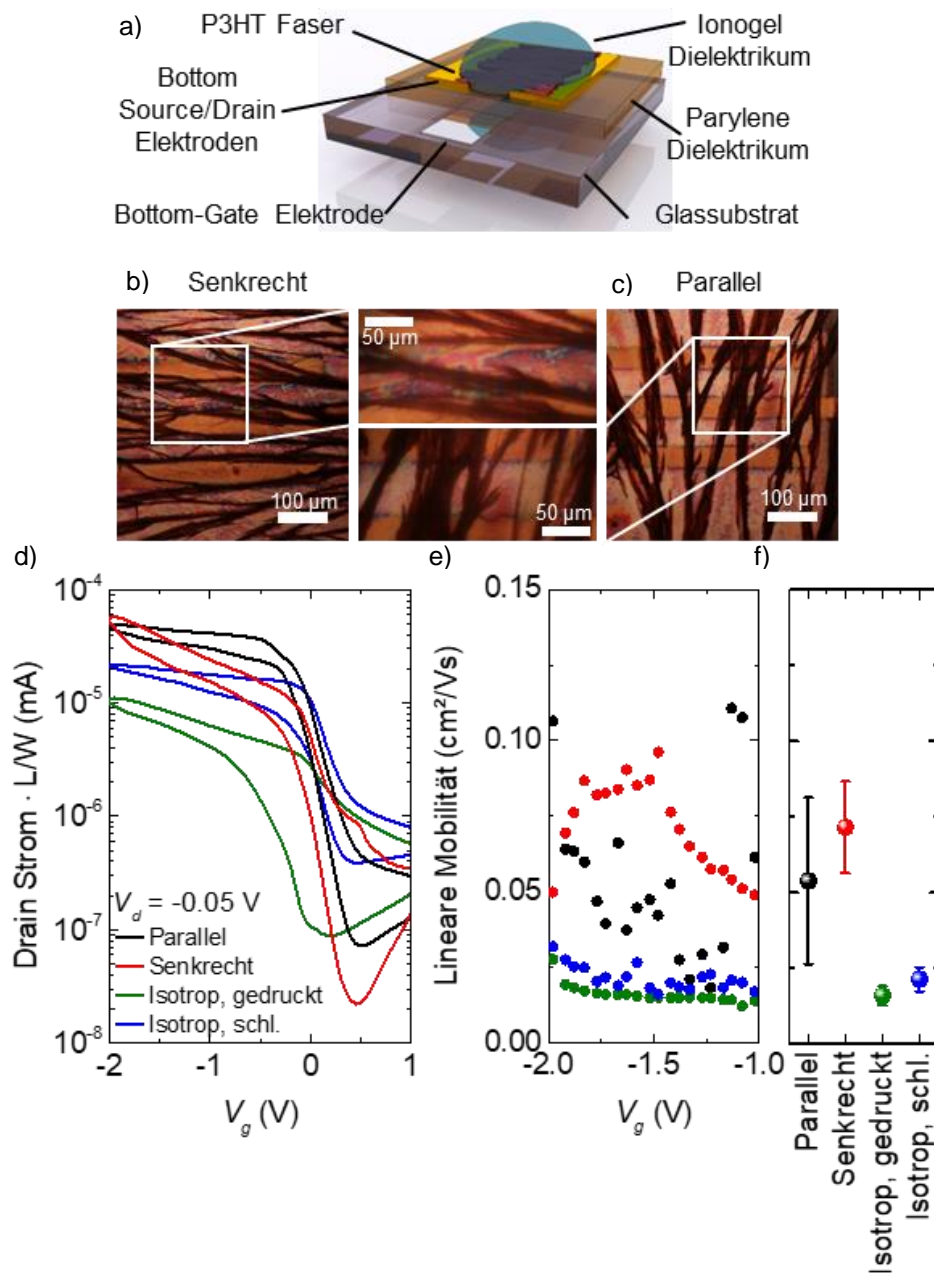 a)
P3HT Faser
Ionogel
Dielektrikum
Bottom
Source/Drain
Elektroden
Parylene
Dielektrikum
Bottom-Gate Elektrode
Glassubstrat
b) Senkrecht
c) Parallel
50 µm
100 µm
50 µm
100 µm
d)
e)
f)
10-4
10-5
10-6
10-7
10-8
Drain Strom · L/W (mA)
Vd = -0.05 V
Parallel
Senkrecht
Isotrop, gedruckt
Isotrop, schl.
-2 -1 0 1
Vg (V)
0.15
0.10
0.05
0.00
Lineare Mobilität (cm²/Vs)
-2.0 -1.5 -1.0
Vg (V)
Parallel
Senkrecht
Isotrop, gedruckt
Isotrop, schl.